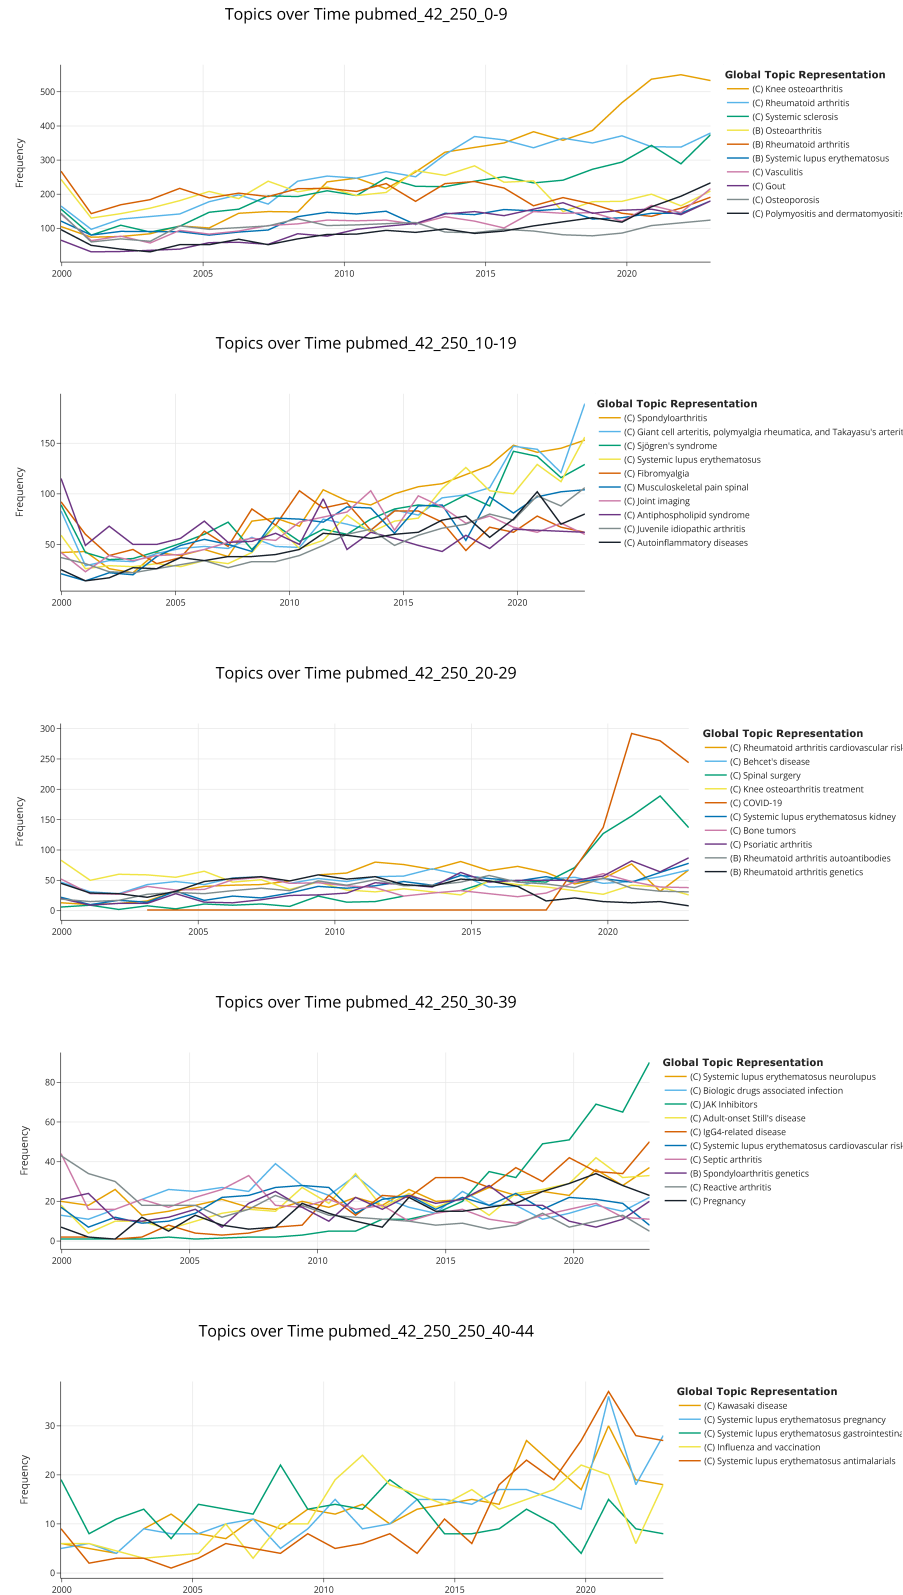 Topics over Time pubmed_42_250_0-9
Global Topic Representation
(C) Knee osteoarthritis
(C) Rheumatoid arthritis
(C) Systemic sclerosis
(B) Osteoarthritis
(B) Rheumatoid arthritis
(B) Systemic lupus erythematosus
(C) Vasculitis
(C) Gout
(C) Osteoporosis
(C) Polymyositis and dermatomyositis
Frequency
500
400
300
200
100
2000 2005 2010 2015 2020
Topics over Time pubmed_42_250_10-19
Global Topic Representation
(C) Spondyloarthritis
(C) Giant cell arteritis, polymyalgia rheumatica, and Takayasu's arterit
(C) Sjögren's syndrome
(C) Systemic lupus erythematosus
(C) Fibromyalgia
(C) Musculoskeletal pain spinal
(C) Joint imaging
(C) Antiphospholipid syndrome
(C) Juvenile idiopathic arthritis
(C) Autoinflammatory diseases
Frequency
150
100
50
2000 2005 2010 2015 2020
Topics over Time pubmed_42_250_20-29
Global Topic Representation
(C) Rheumatoid arthritis cardiovascular risk
(C) Behcet's disease
(C) Spinal surgery
(C) Knee osteoarthritis treatment
(C) COVID-19
(C) Systemic lupus erythematosus kidney
(C) Bone tumors
(C) Psoriatic arthritis
(B) Rheumatoid arthritis autoantibodies
(B) Rheumatoid arthritis genetics
Frequency
300
250
200
150
100
50
0
2000 2005 2010 2015 2020
Topics over Time pubmed_42_250_30-39
Global Topic Representation
(C) Systemic lupus erythematosus neurolupus
(C) Biologic drugs associated infection
(C) JAK Inhibitors
(C) Adult-onset Still's disease
(C) IgG4-related disease
(C) Systemic lupus erythematosus cardiovascular risk
(C) Septic arthritis
(B) Spondyloarthritis genetics
(C) Reactive arthritis
(C) Pregnancy
Frequency
80
60
40
20
0
2000 2005 2010 2015 2020
Topics over Time pubmed_42_250_250_40-44
Global Topic Representation
(C) Kawasaki disease
(C) Systemic lupus erythematosus pregnancy
(C) Systemic lupus erythematosus gastrointestina
(C) Influenza and vaccination
(C) Systemic lupus erythematosus antimalarials
Frequency
30
20
10
0
2000 2005 2010 2015 2020